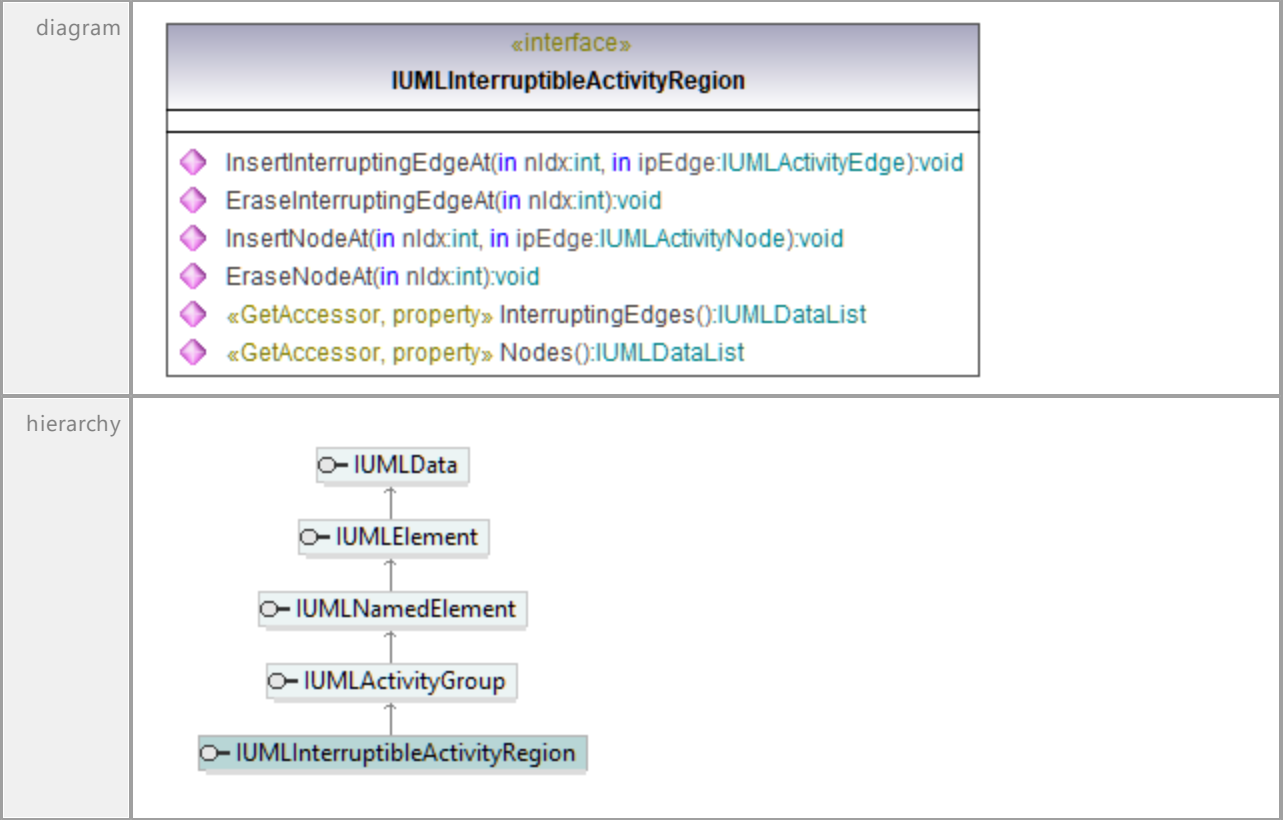 diagram
«interface»
IUMLInterruptibleActivityRegion
InsertInterruptingEdgeAt(in nIdx:int, in ipEdge:IUMLActivityEdge):void
EraseInterruptingEdgeAt(in nIdx:int):void
InsertNodeAt(in nIdx:int, in ipEdge:IUMLActivityNode):void
EraseNodeAt(in nIdx:int):void
«GetAccessor, property» InterruptingEdges():IUMLDataList
«GetAccessor, property» Nodes():IUMLDataList
hierarchy
IUMLData
IUMLElement
IUMLNamedElement
IUMLActivityGroup
IUMLInterruptibleActivityRegion